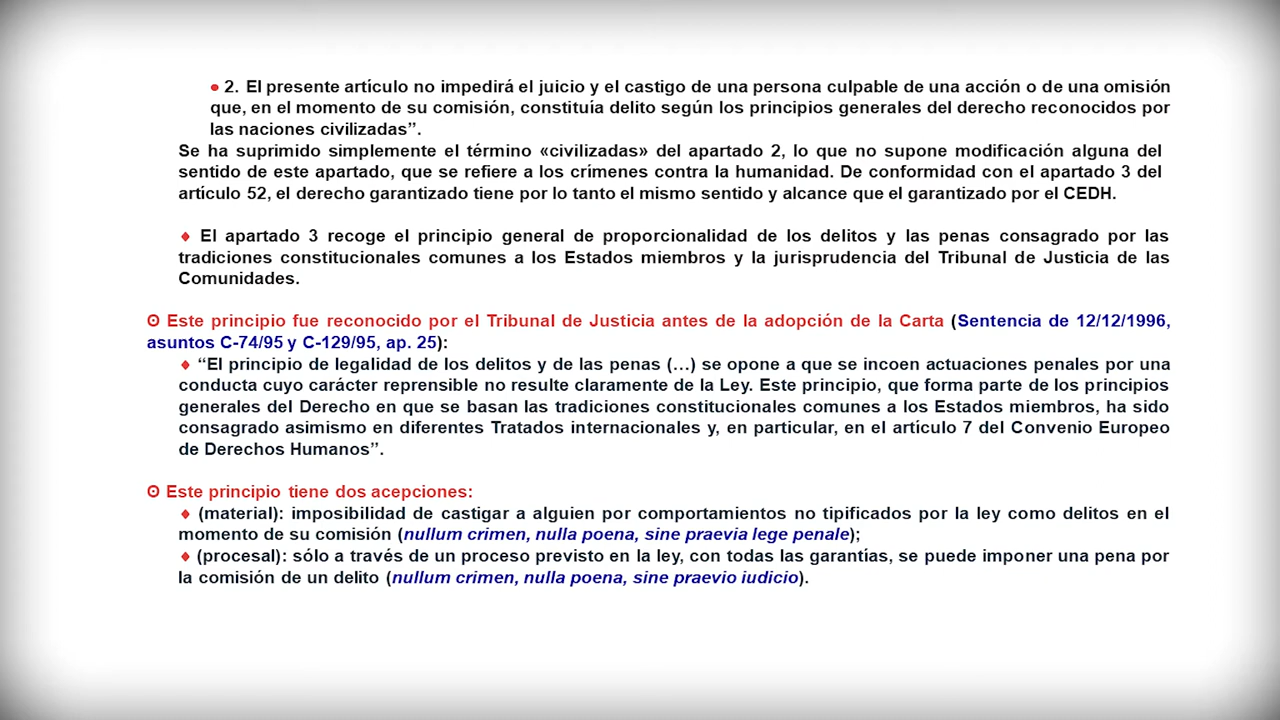 ● 2. El presente artículo no impedirá el juicio y el castigo de una persona culpable de una acción o de una omisión
que, en el momento de su comisión, constituía delito según los principios generales del derecho reconocidos por
las naciones civilizadas”.
Se ha suprimido simplemente el término «civilizadas» del apartado 2, lo que no supone modificación alguna del
sentido de este apartado, que se refiere a los crímenes contra la humanidad. De conformidad con el apartado 3 del
artículo 52, el derecho garantizado tiene por lo tanto el mismo sentido y alcance que el garantizado por el CEDH.
♦ El apartado 3 recoge el principio general de proporcionalidad de los delitos y las penas consagrado por las
tradiciones constitucionales comunes a los Estados miembros y la jurisprudencia del Tribunal de Justicia de las
Comunidades.
ʘ Este principio fue reconocido por el Tribunal de Justicia antes de la adopción de la Carta (Sentencia de 12/12/1996,
asuntos C-74/95 y C-129/95, ap. 25):
♦ “El principio de legalidad de los delitos y de las penas (…) se opone a que se incoen actuaciones penales por una
conducta cuyo carácter reprensible no resulte claramente de la Ley. Este principio, que forma parte de los principios
generales del Derecho en que se basan las tradiciones constitucionales comunes a los Estados miembros, ha sido
consagrado asimismo en diferentes Tratados internacionales y, en particular, en el artículo 7 del Convenio Europeo
de Derechos Humanos”.
ʘ Este principio tiene dos acepciones:
♦ (material): imposibilidad de castigar a alguien por comportamientos no tipificados por la ley como delitos en el
momento de su comisión (nullum crimen, nulla poena, sine praevia lege penale);
♦ (procesal): sólo a través de un proceso previsto en la ley, con todas las garantías, se puede imponer una pena por
la comisión de un delito (nullum crimen, nulla poena, sine praevio iudicio).